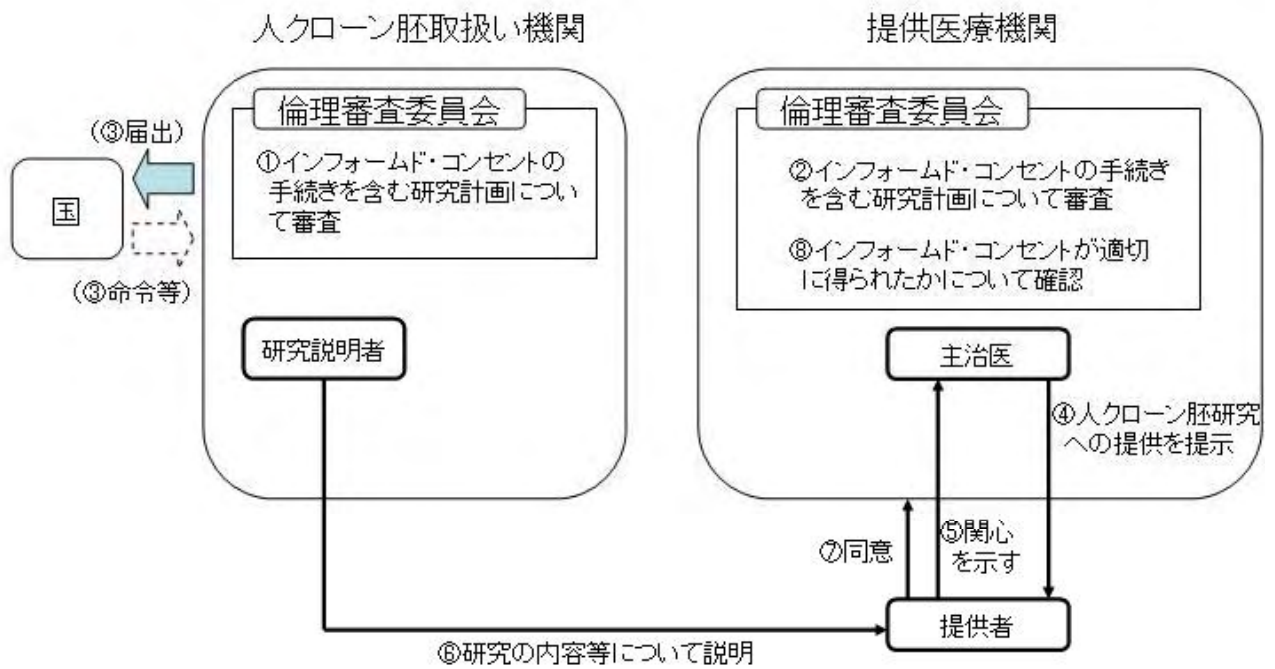 人クローン胚取扱い機関
提供医療機関
倫理審査委員会
①インフォームド・コンセントの
手続きを含む研究計画につい
て審査
倫理審査委員会
②インフォームド・コンセントの手続き
を含む研究計画について審査
⑧インフォームド・コンセントが適切
に得られたかについて確認
(③届出)
国
(③命令等)
研究説明者
主治医
④人クローン胚研究
への提供を提示
⑤関心
を示す
⑦同意
提供者
⑥研究の内容等について説明